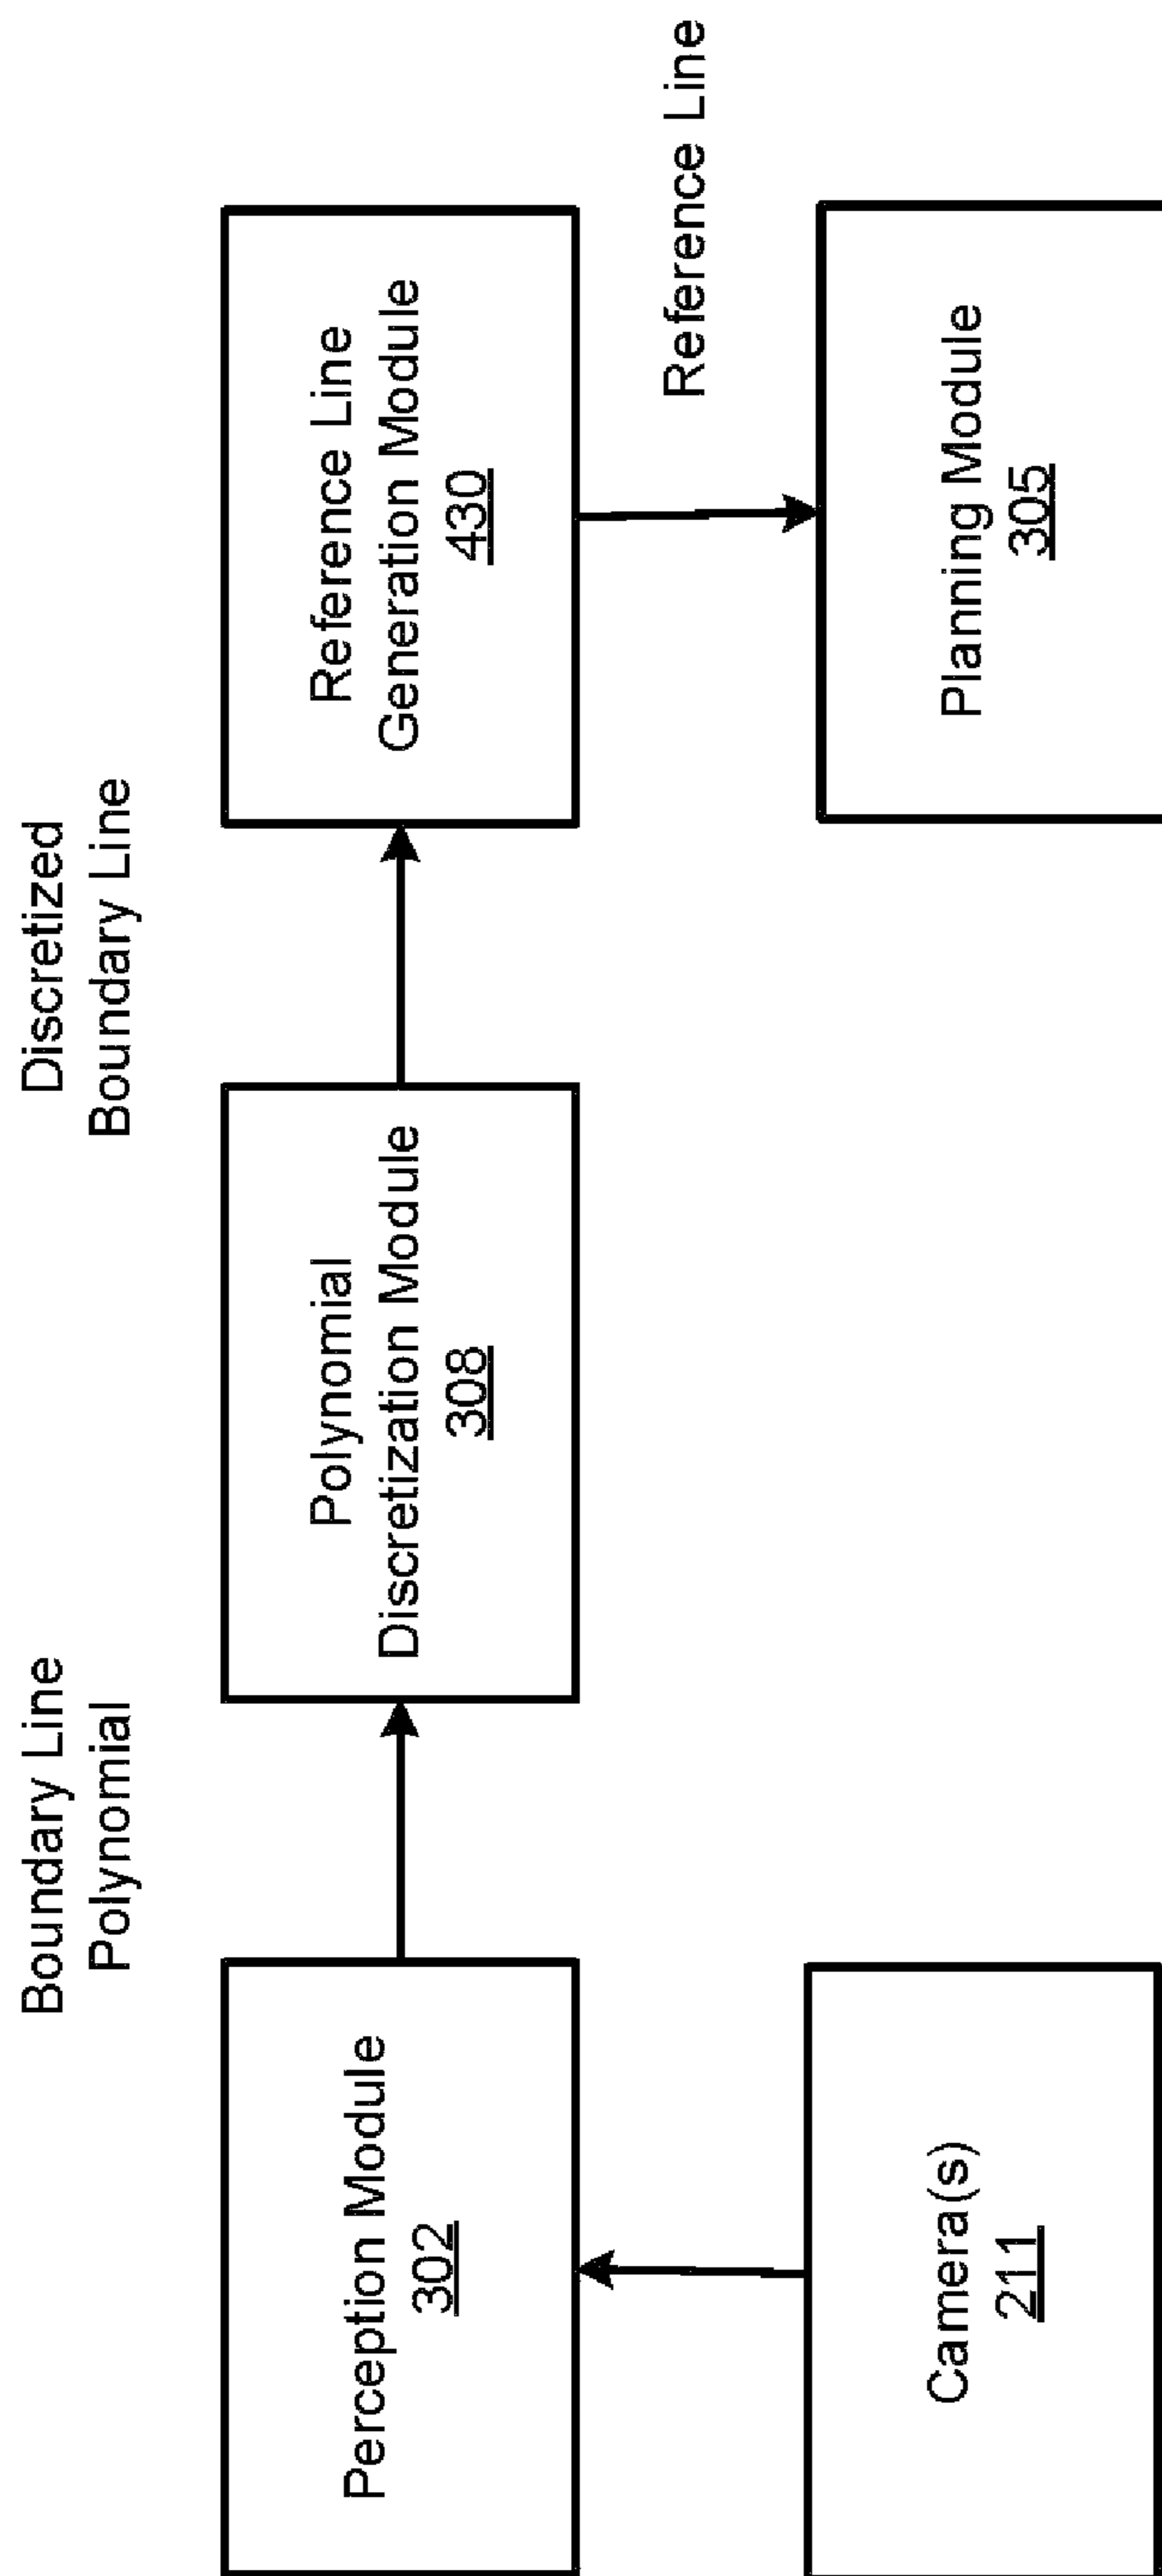 Boundary Line
Polynomial
Discretized
Boundary Line
Perception Module
302
Polynomial
Discretization Module
308
Reference Line
Generation Module
430
Reference Line
Camera(s)
211
Planning Module
305